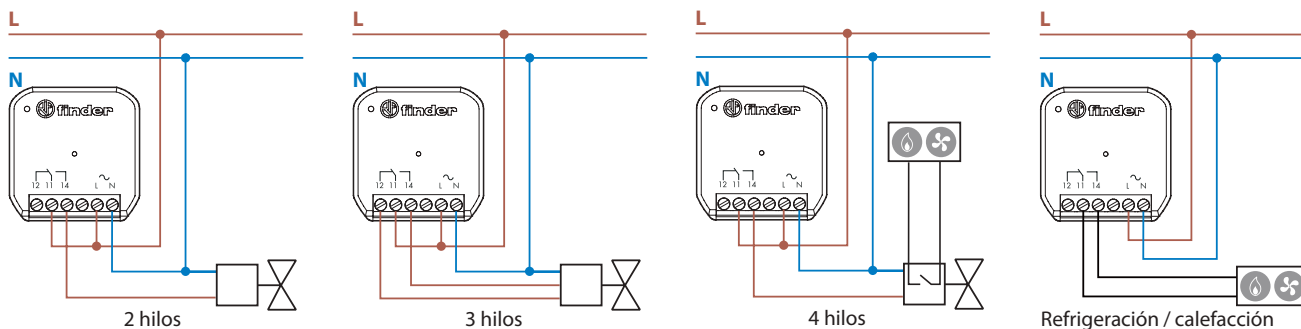 L
N
finder
12 11 14 L N
2 hilos
L
N
finder
12 11 14 L N
3 hilos
L
N
finder
12 11 14 L N
4 hilos
L
N
finder
12 11 14 L N
Refrigeración / calefacción